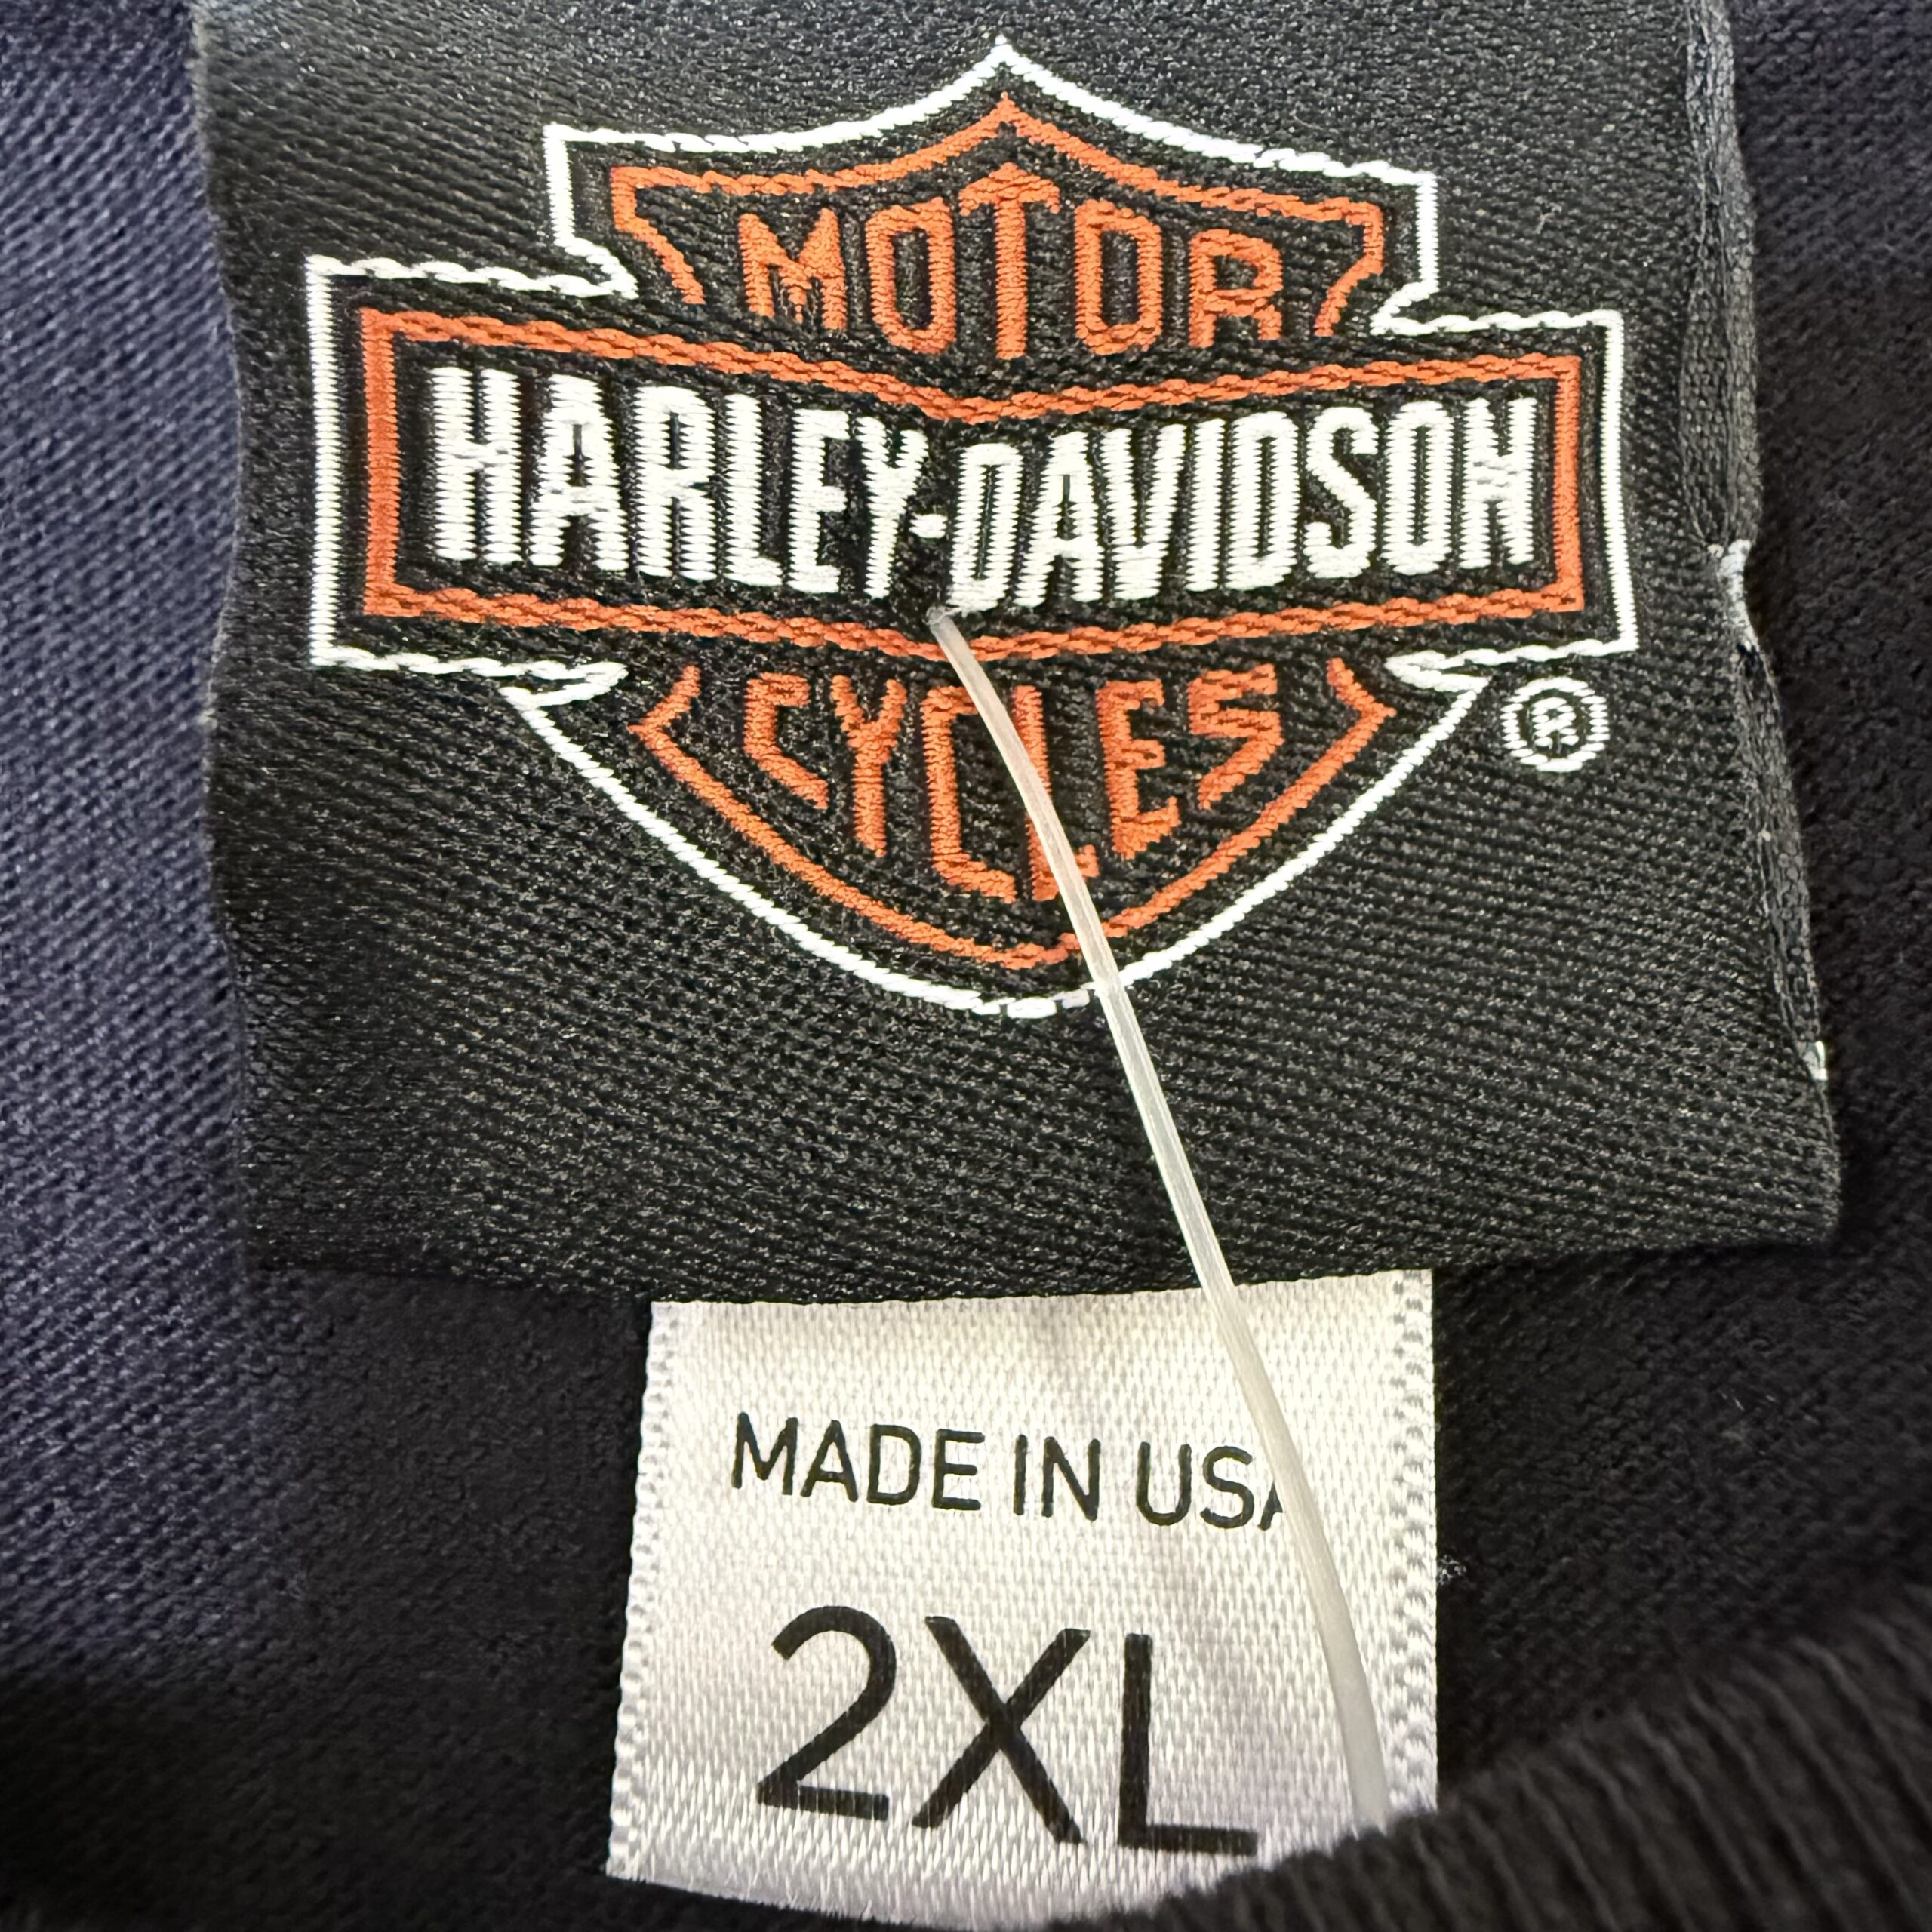 MOTOR
HARLEY-DAVIDSON
CYCLES
®
MADE IN USA
2XL